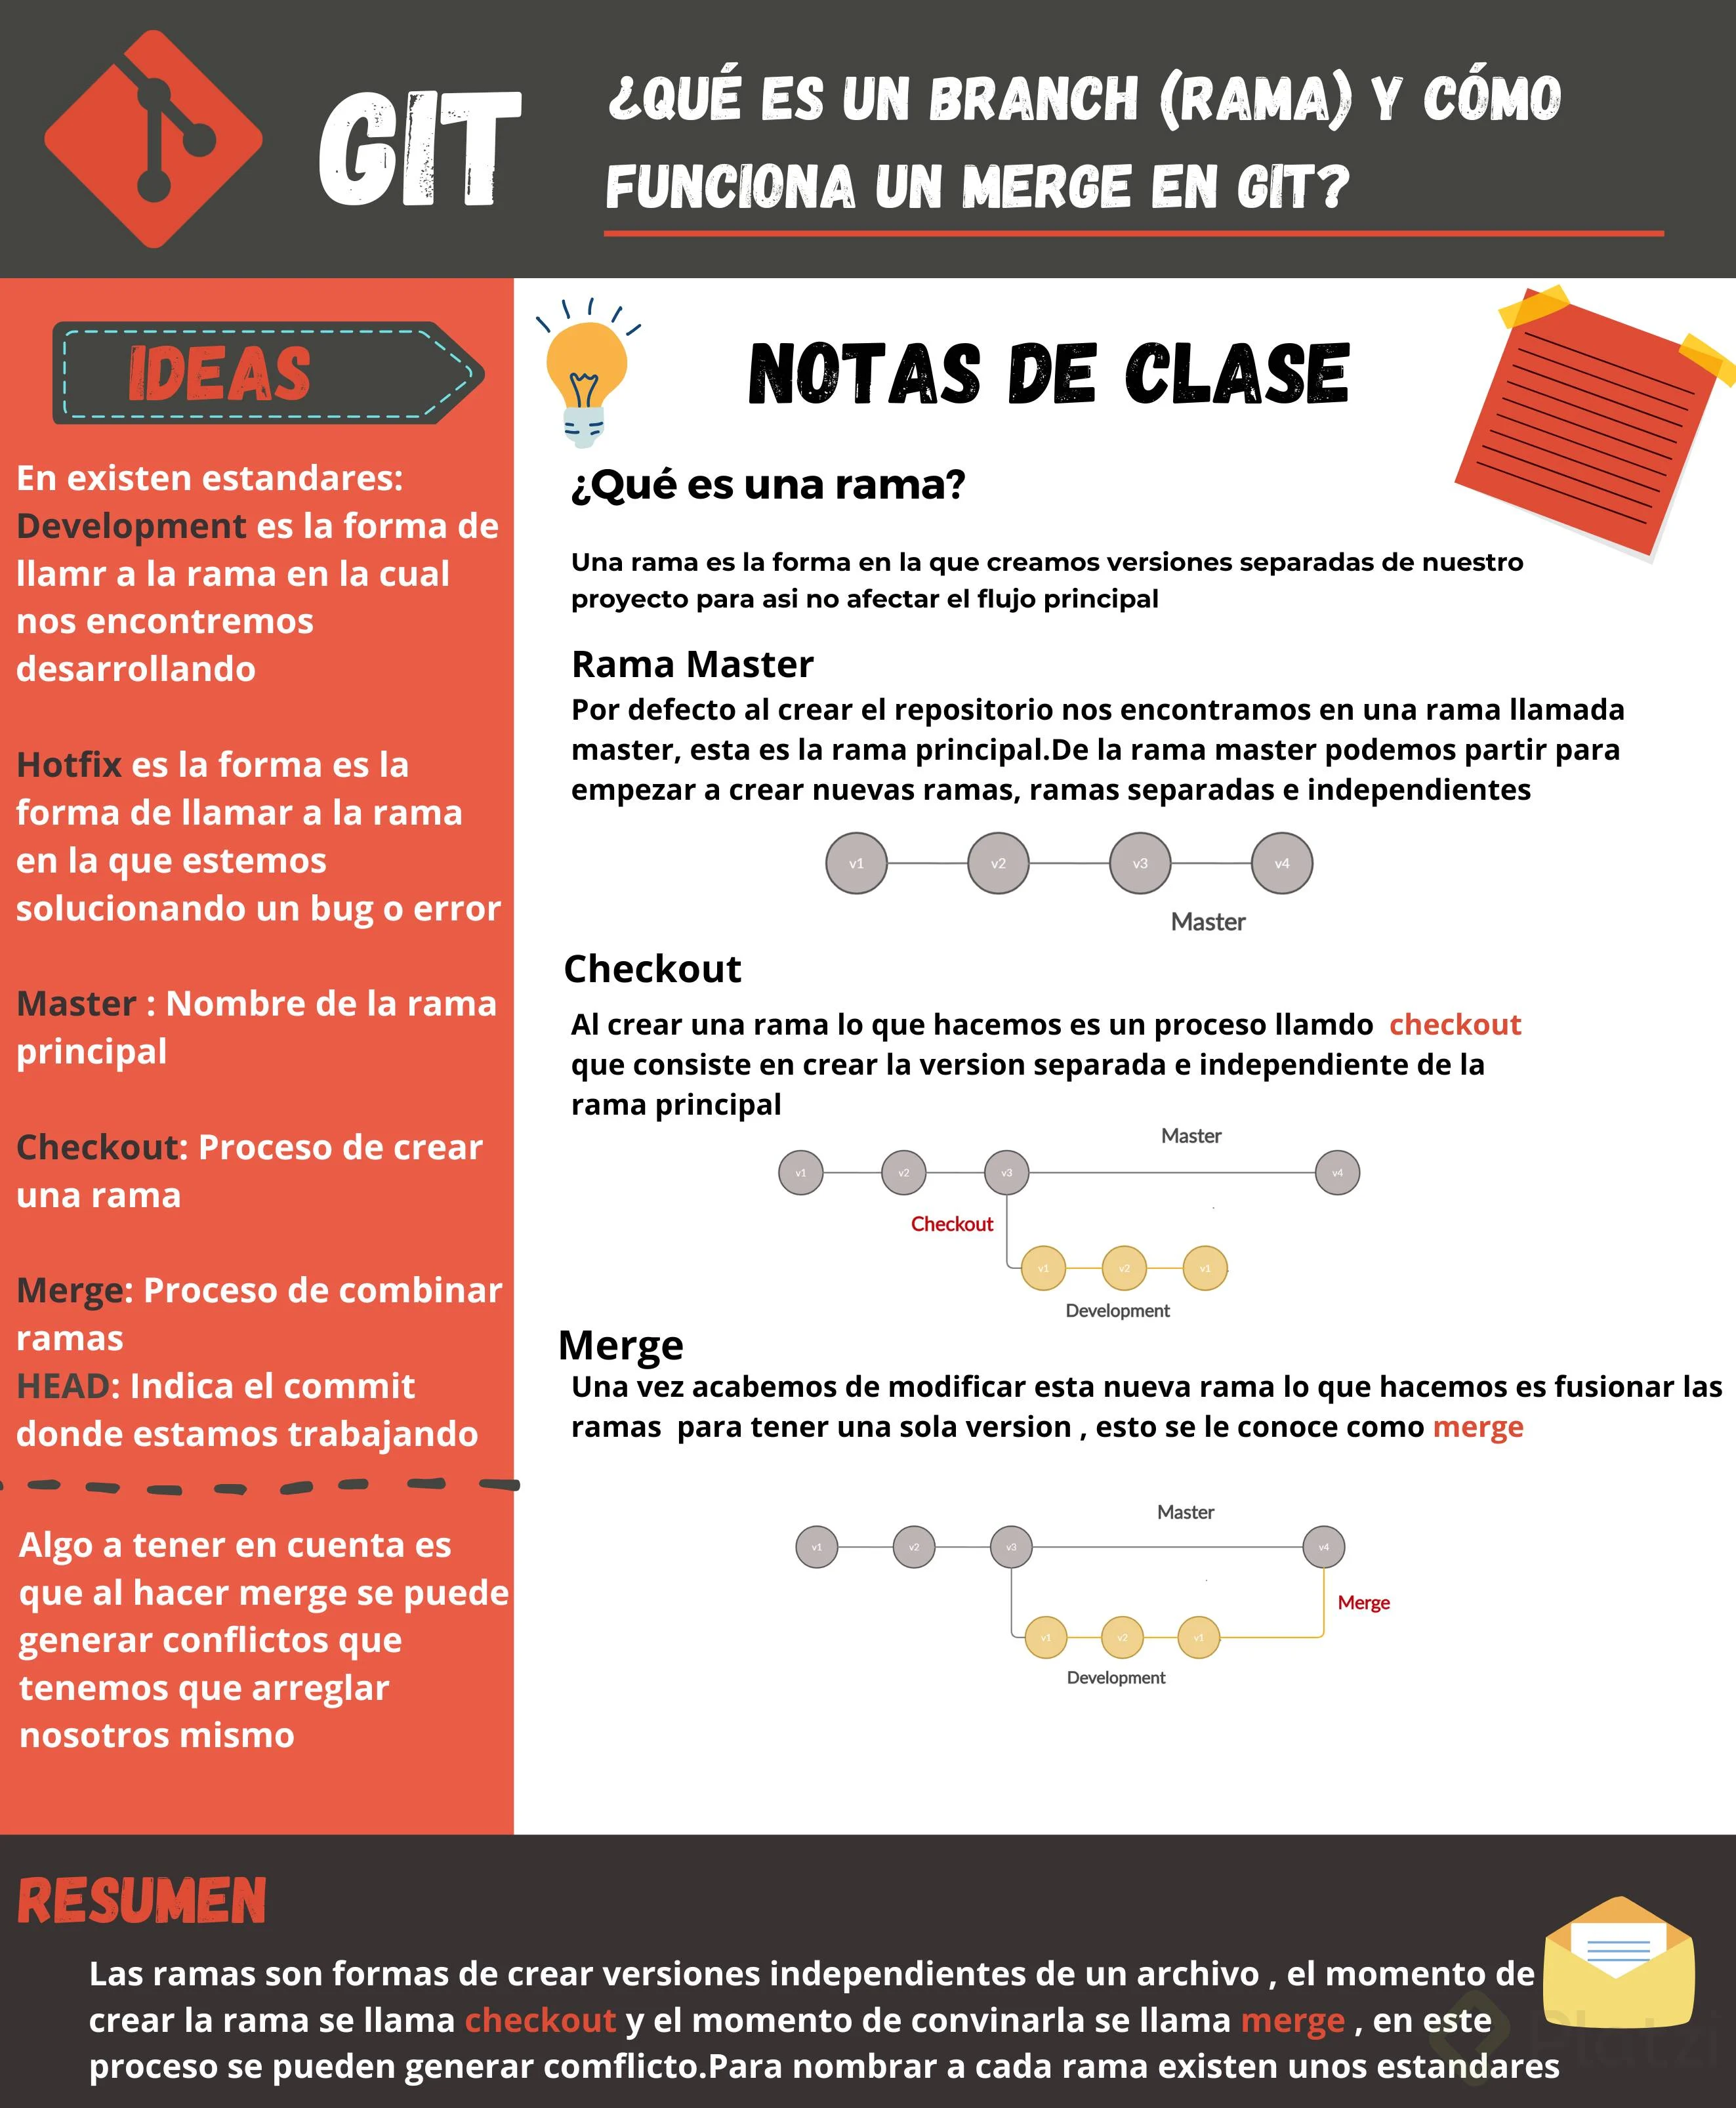 GIT
¿QUÉ ES UN BRANCH (RAMA) Y CÓMO
FUNCIONA UN MERGE EN GIT?
IDEAS
En existen estandares:
Development es la forma de
llamr a la rama en la cual
nos encontremos
desarrollando
Hotfix es la forma es la
forma de llamar a la rama
en la que estemos
solucionando un bug o error
Master : Nombre de la rama
principal
Checkout: Proceso de crear
una rama
Merge: Proceso de combinar
ramas
HEAD: Indica el commit
donde estamos trabajando
Algo a tener en cuenta es
que al hacer merge se puede
generar conflictos que
tenemos que arreglar
nosotros mismo
NOTAS DE CLASE
¿Qué es una rama?
Una rama es la forma en la que creamos versiones separadas de nuestro
proyecto para asi no afectar el flujo principal
Rama Master
Por defecto al crear el repositorio nos encontramos en una rama llamada
master, esta es la rama principal.De la rama master podemos partir para
empezar a crear nuevas ramas, ramas separadas e independientes
v1 v2 v3 v4
Master
Checkout
Al crear una rama lo que hacemos es un proceso llamdo checkout
que consiste en crear la version separada e independiente de la
rama principal
Master
v1 v2 v3 v4
Checkout
v1 v2 v1
Development
Merge
Una vez acabemos de modificar esta nueva rama lo que hacemos es fusionar las
ramas para tener una sola version , esto se le conoce como merge
Master
v1 v2 v3 v4
Merge
v1 v2 v1
Development
RESUMEN
Las ramas son formas de crear versiones independientes de un archivo , el momento de
crear la rama se llama checkout y el momento de convinarla se llama merge , en este
proceso se pueden generar comflicto.Para nombrar a cada rama existen unos estandares
Platzi